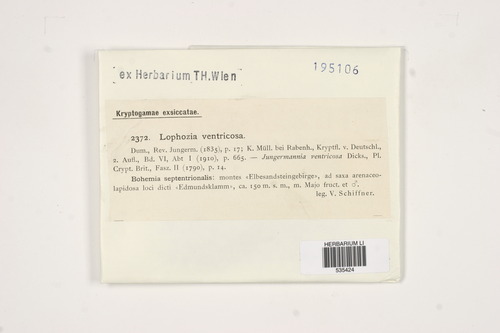 ex Herbarium TH.Wien
195106
Kryptogamae exsiccatae.
2372. Lophozia ventricosa.
Dum., Rev. Jungerm. (1835), p. 17; K. Müll. bei Rabenh., Kryptfl. v. Deutschl.,
2. Aufl., Bd. VI, Abt I (1910), p. 665. — Jungermannia ventricosa Dicks., Pl.
Crypt. Brit., Fasz. II (1790), p. 14.
Bohemia septentrionalis: montes «Elbesandsteingebirge», ad saxa arenaceo-
lapidosa loci dicti «Edmundsklamm», ca. 150 m. s. m., m. Majo fruct. et ♂.
leg. V. Schiffner.
HERBARIUM LI
535424